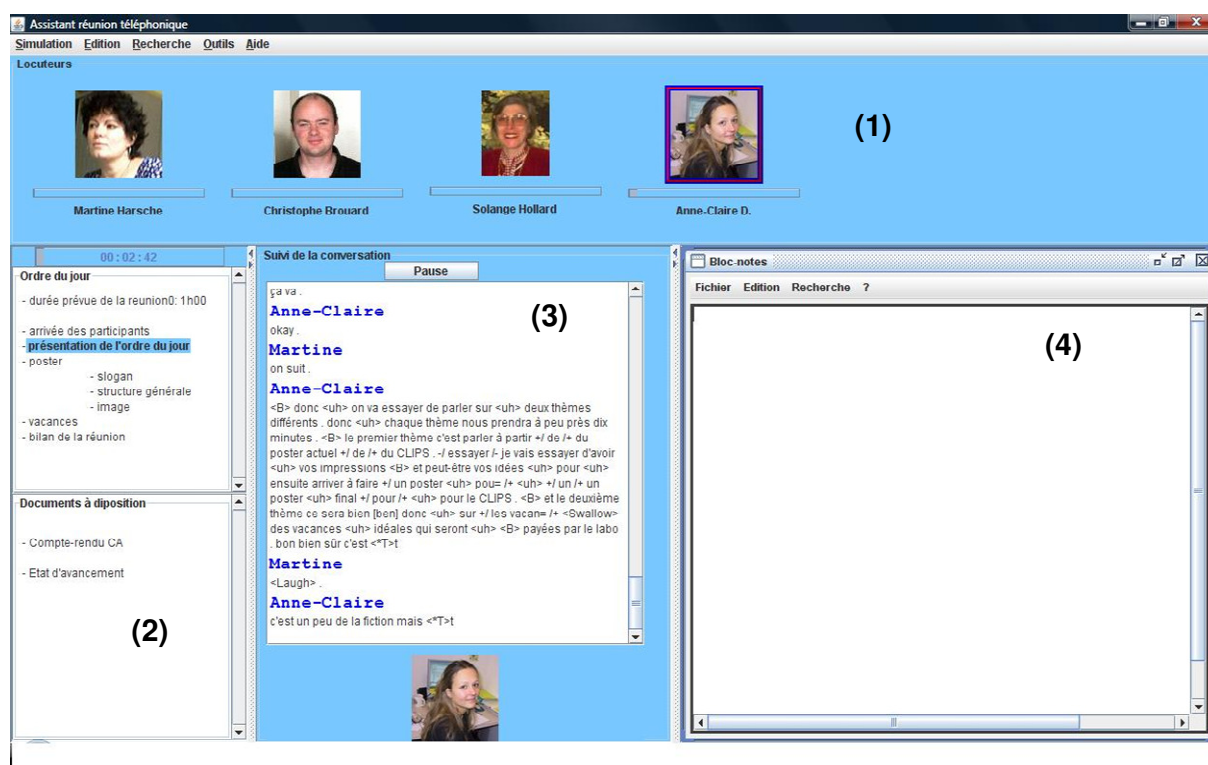 Assistant réunion téléphonique
Simulation Edition Recherche Outils Aide
Locuteurs
(1)
Martine Harsche
Christophe Brouard
Solange Hollard
Anne-Claire D.
00:02:42
Ordre du jour
- durée prévue de la reunion0: 1h00
- arrivée des participants
- présentation de l'ordre du jour
- poster
- slogan
- structure générale
- image
- vacances
- bilan de la réunion
Documents à diposition
- Compte-rendu CA
- Etat d'avancement
(2)
Suivi de la conversation
Pause
(3)
ça va .
Anne-Claire
okay .
Martine
on suit .
Anne-Claire
<B> donc <uh> on va essayer de parler sur <uh> deux thèmes
différents . donc <uh> chaque thème nous prendra à peu près dix
minutes . <B> le premier thème c'est parler à partir +/ de /+ du
poster actuel +/ de /+ du CLIPS . -/ essayer /- je vais essayer d'avoir
<uh> vos impressions <B> et peut-être vos idées <uh> pour <uh>
ensuite arriver à faire +/ un poster <uh> pou= /+ <uh> +/ un /+ un
poster <uh> final +/ pour /+ <uh> pour le CLIPS . <B> et le deuxième
thème ce sera bien [ben] donc <uh> sur +/ les vacan= /+ <Swallow>
des vacances <uh> idéales qui seront <uh> <B> payées par le labo
. bon bien sûr c'est <*T>t
Martine
<Laugh> .
Anne-Claire
c'est un peu de la fiction mais <*T>t
Bloc-notes
Fichier Edition Recherche ?
(4)